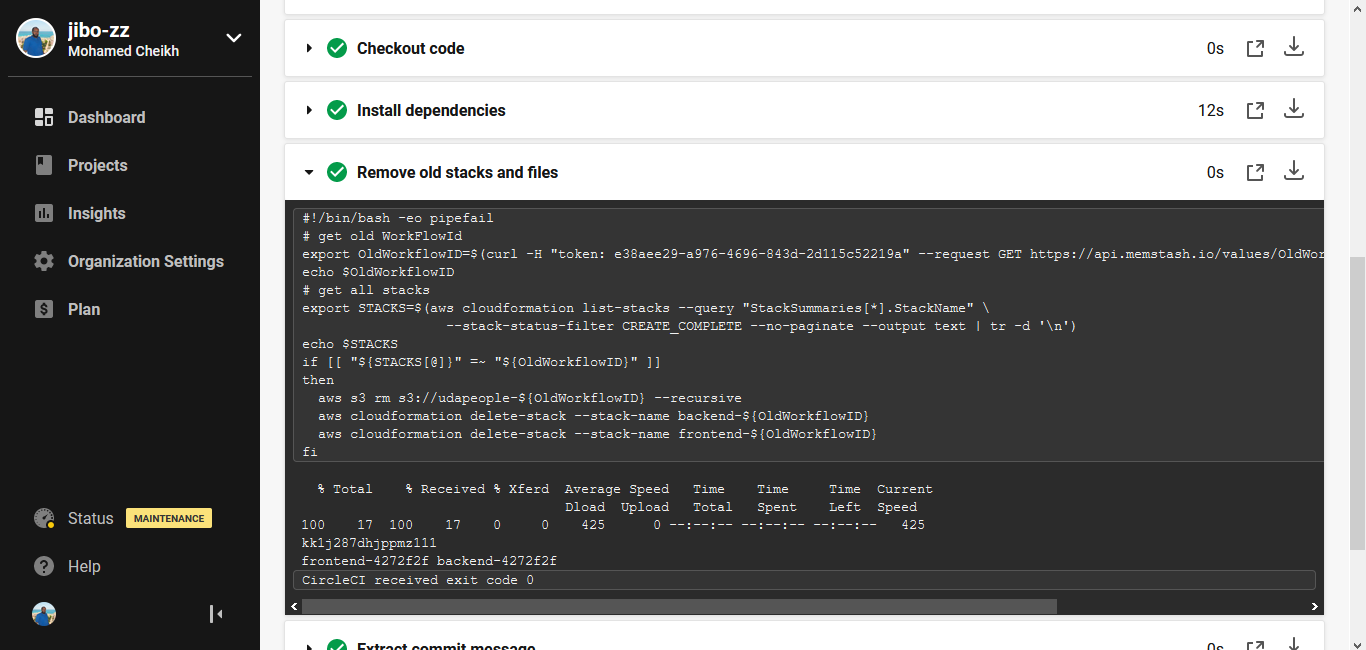 jibo-zz
Mohamed Cheikh
Dashboard
Projects
Insights
Organization Settings
Plan
Status MAINTENANCE
Help
Checkout code 0s
Install dependencies 12s
Remove old stacks and files 0s
#!/bin/bash -eo pipefail
# get old WorkFlowId
export OldWorkflowID=$(curl -H "token: e38aee29-a976-4696-843d-2d115c52219a" --request GET https://api.memstash.io/values/OldWor
echo $OldWorkflowID
# get all stacks
export STACKS=$(aws cloudformation list-stacks --query "StackSummaries[*].StackName" \
--stack-status-filter CREATE_COMPLETE --no-paginate --output text | tr -d '\n')
echo $STACKS
if [[ "${STACKS[@]}" =~ "${OldWorkflowID}" ]]
then
aws s3 rm s3://udapeople-${OldWorkflowID} --recursive
aws cloudformation delete-stack --stack-name backend-${OldWorkflowID}
aws cloudformation delete-stack --stack-name frontend-${OldWorkflowID}
fi
% Total % Received % Xferd Average Speed Time Time Time Current
Dload Upload Total Spent Left Speed
100 17 100 17 0 0 425 0 --:--:-- --:--:-- --:--:-- 425
kk1j287dhjppmz111
frontend-4272f2f backend-4272f2f
CircleCI received exit code 0
Extract commit message 0s